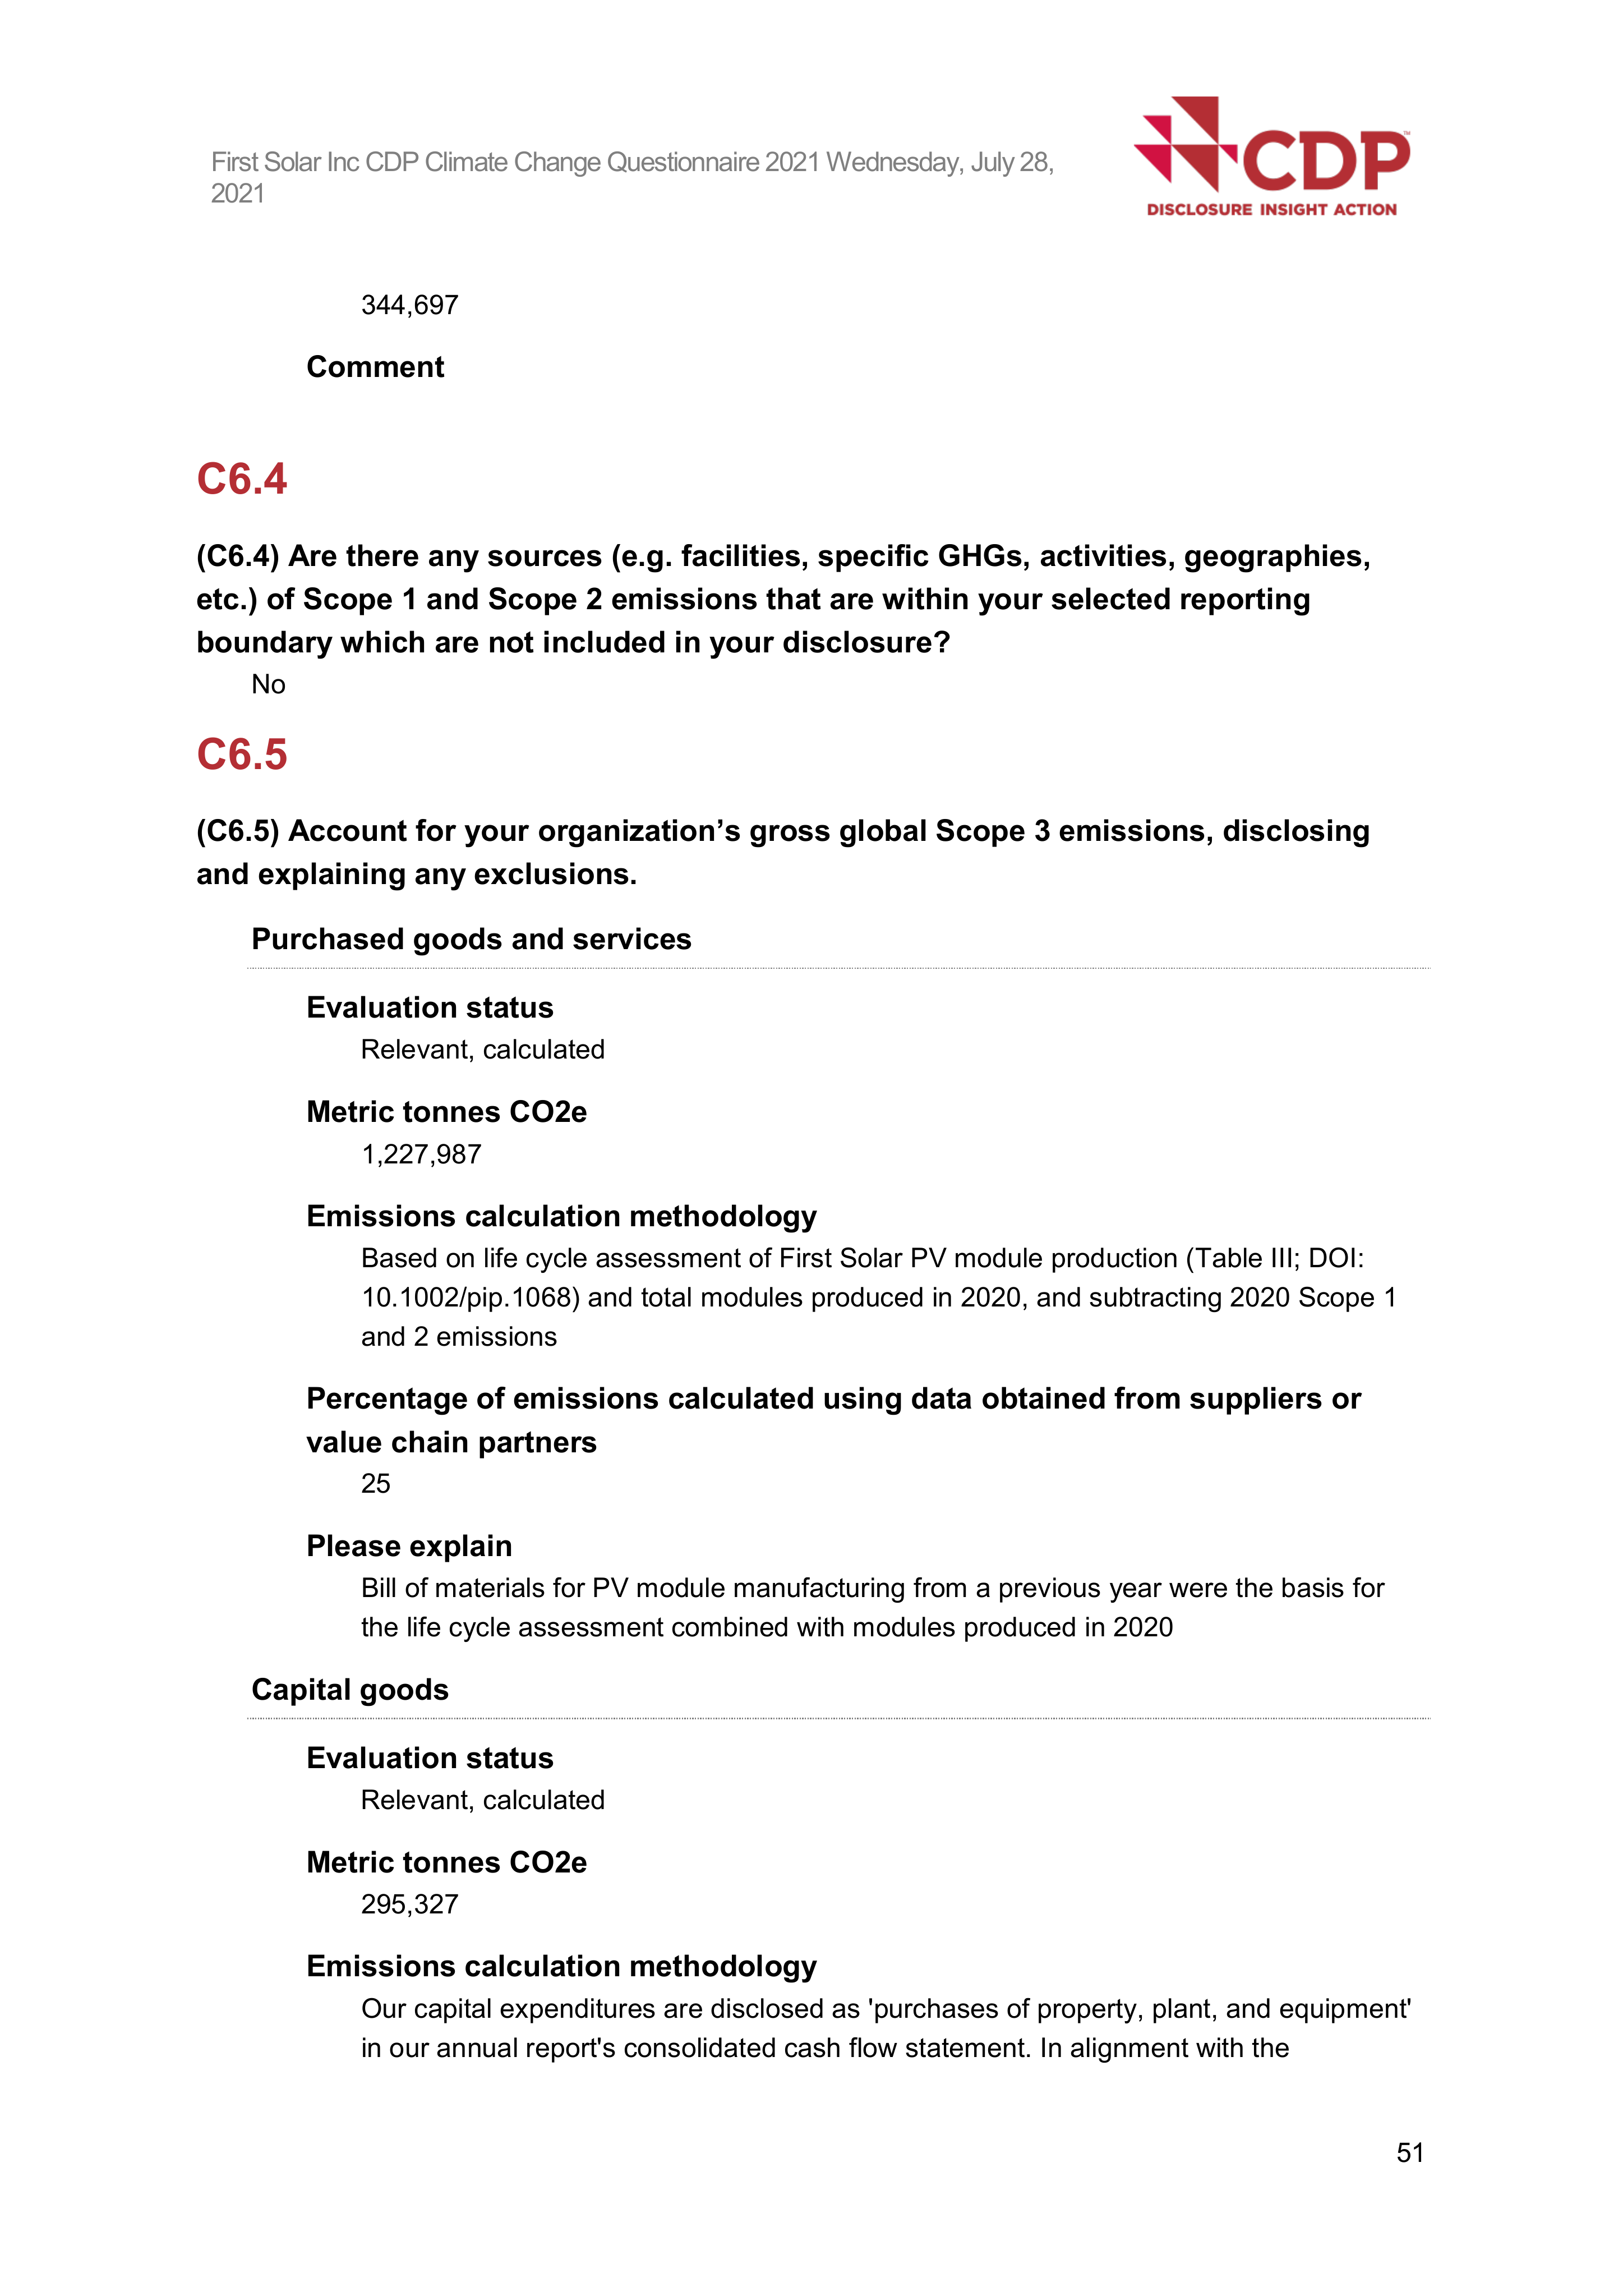 First Solar Inc CDP Climate Change Questionnaire 2021 Wednesday, July 28,
2021
CDP™
DISCLOSURE INSIGHT ACTION
344,697
Comment
C6.4
(C6.4) Are there any sources (e.g. facilities, specific GHGs, activities, geographies,
etc.) of Scope 1 and Scope 2 emissions that are within your selected reporting
boundary which are not included in your disclosure?
No
C6.5
(C6.5) Account for your organization’s gross global Scope 3 emissions, disclosing
and explaining any exclusions.
Purchased goods and services
Evaluation status
Relevant, calculated
Metric tonnes CO2e
1,227,987
Emissions calculation methodology
Based on life cycle assessment of First Solar PV module production (Table III; DOI:
10.1002/pip.1068) and total modules produced in 2020, and subtracting 2020 Scope 1
and 2 emissions
Percentage of emissions calculated using data obtained from suppliers or
value chain partners
25
Please explain
Bill of materials for PV module manufacturing from a previous year were the basis for
the life cycle assessment combined with modules produced in 2020
Capital goods
Evaluation status
Relevant, calculated
Metric tonnes CO2e
295,327
Emissions calculation methodology
Our capital expenditures are disclosed as 'purchases of property, plant, and equipment'
in our annual report's consolidated cash flow statement. In alignment with the
51